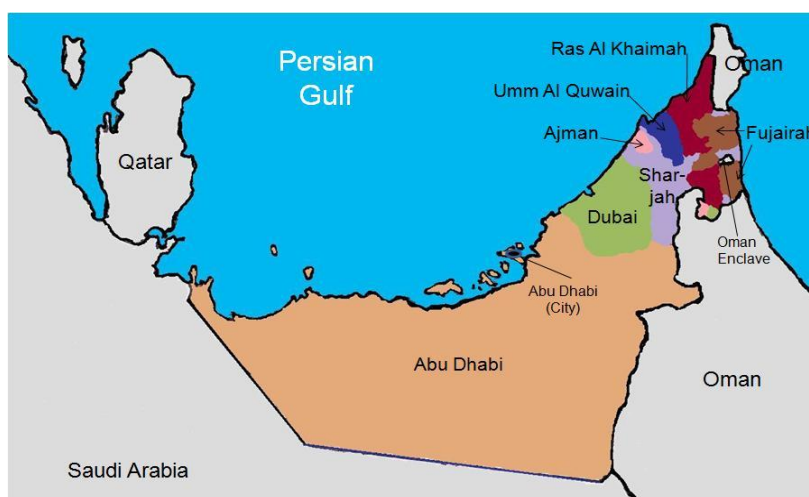 Ras Al Khaimah
Oman
Persian
Gulf
Umm Al Quwain
Ajman
Fujairah
Qatar
Shar-
jah
Dubai
Oman
Enclave
Abu Dhabi
(City)
Abu Dhabi
Oman
Saudi Arabia